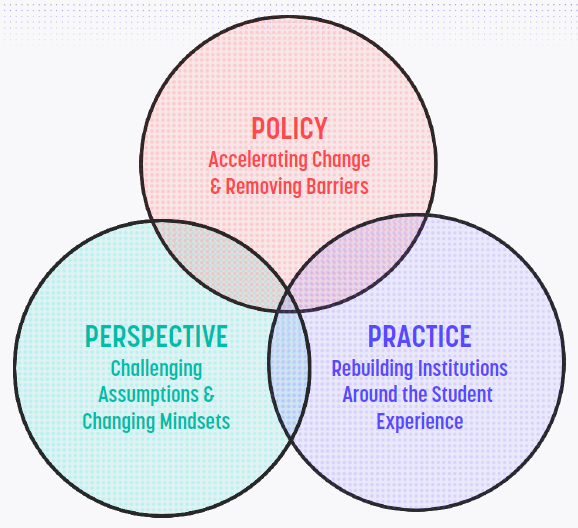 POLICY
Accelerating Change
& Removing Barriers
PERSPECTIVE
Challenging
Assumptions &
Changing Mindsets
PRACTICE
Rebuilding Institutions
Around the Student
Experience